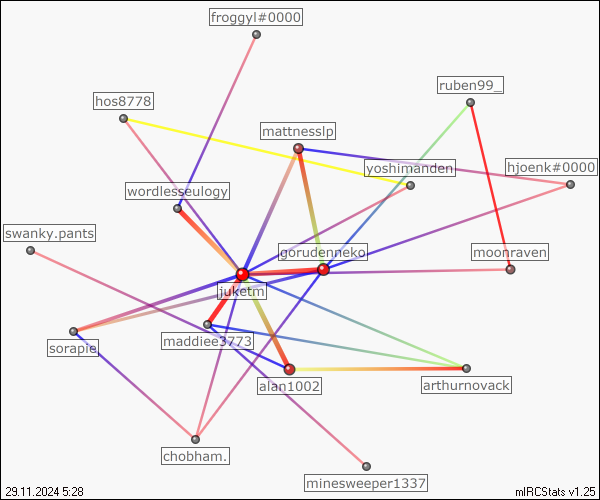 froggyl#0000
ruben99_
hos8778
mattnesslp
yoshimanden
hjoenk#0000
wordlesseulogy
swanky.pants
gorudenneko
moonraven
juketm
maddiee3773
sorapie
alan1002
arthurnovack
chobham.
minesweeper1337
29.11.2024 5:28
mIRCStats v1.25